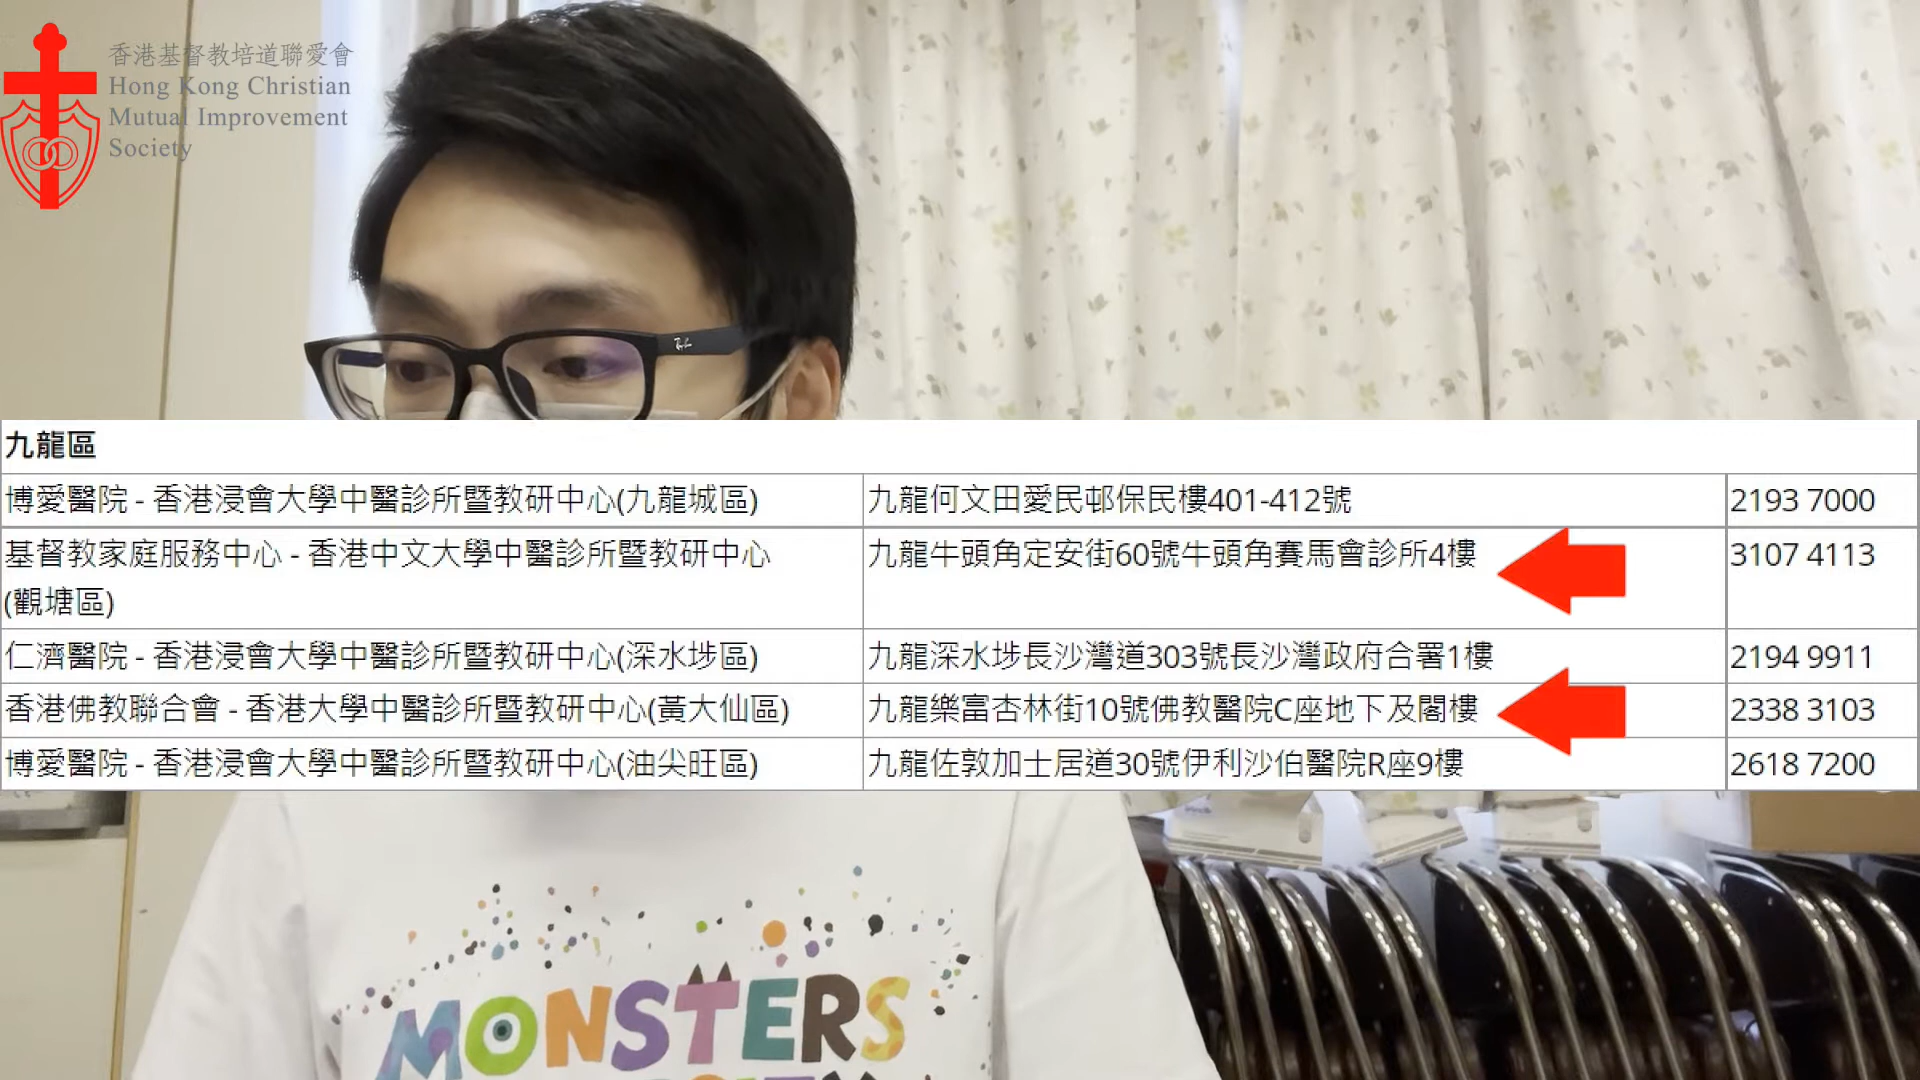 香港基督教培道聯愛會
Hong Kong Christian
Mutual Improvement
Society
Ray-Ban
九龍區
博愛醫院 - 香港浸會大學中醫診所暨教研中心(九龍城區) 九龍何文田愛民邨保民樓401-412號 2193 7000
基督教家庭服務中心 - 香港中文大學中醫診所暨教研中心 九龍牛頭角定安街60號牛頭角賽馬會診所4樓 3107 4113
(觀塘區)
仁濟醫院 - 香港浸會大學中醫診所暨教研中心(深水埗區) 九龍深水埗長沙灣道303號長沙灣政府合署1樓 2194 9911
香港佛教聯合會 - 香港大學中醫診所暨教研中心(黃大仙區) 九龍樂富杏林街10號佛教醫院C座地下及閣樓 2338 3103
博愛醫院 - 香港浸會大學中醫診所暨教研中心(油尖旺區) 九龍佐敦加士居道30號伊利沙伯醫院R座9樓 2618 7200
MONSTERS